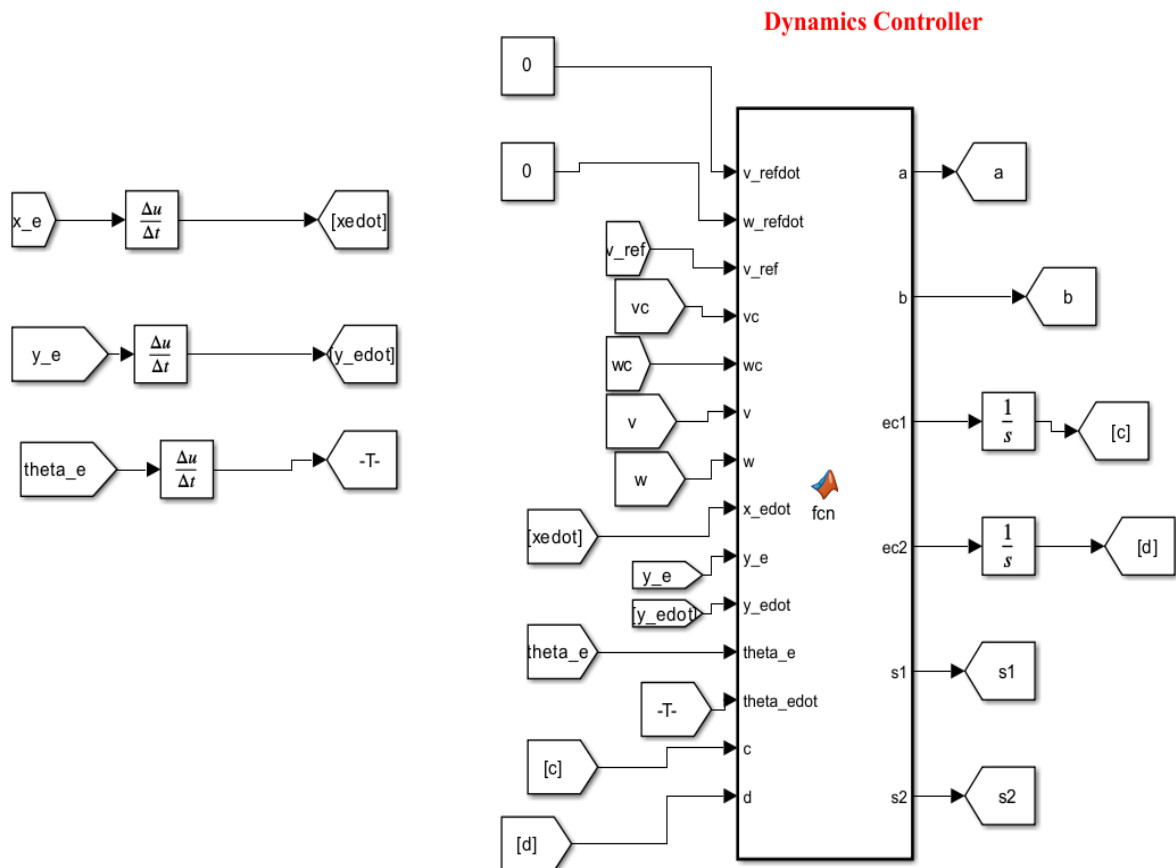 Dynamics Controller
0
0
x_e
Δu
Δt
[xedot]
y_e
Δu
Δt
[y_edot]
theta_e
Δu
Δt
-T-
v_ref
vc
wc
v
w
[xedot]
y_e
[y_edot]
theta_e
-T-
[c]
[d]
v_refdot
w_refdot
v_ref
vc
wc
v
w
x_edot
y_e
y_edot
theta_e
theta_edot
c
d
fcn
a
b
ec1
ec2
s1
s2
a
b
1
s
[c]
1
s
[d]
s1
s2